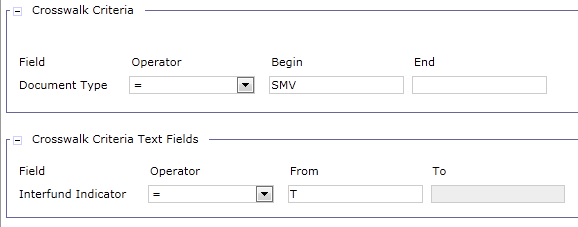 Crosswalk Criteria
Field Operator Begin End
Document Type = SMV
Crosswalk Criteria Text Fields
Field Operator From To
Interfund Indicator = T